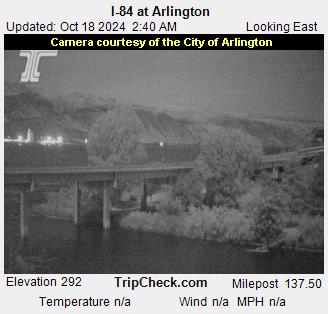 I-84 at Arlington
Updated: Oct 18 2024 2:40 AM Looking East
Camera courtesy of the City of Arlington
Elevation 292 TripCheck.com Milepost 137.50
Temperature n/a Wind n/a MPH n/a